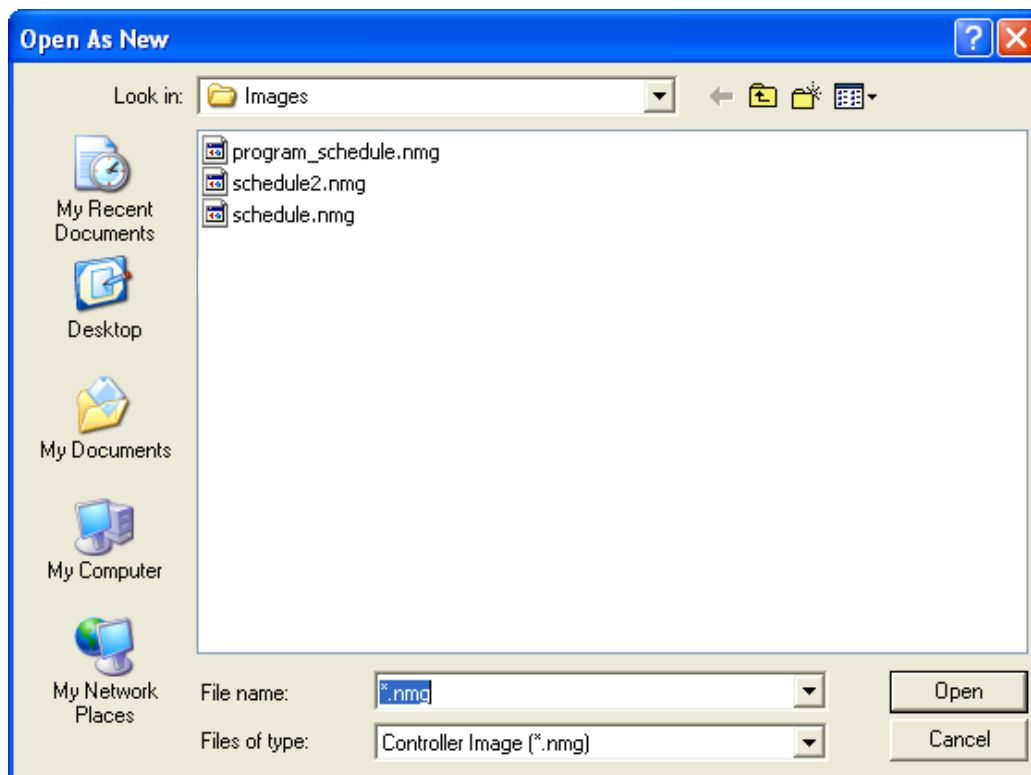 Open As New
Look in:
Images
program_schedule.nmg
schedule2.nmg
schedule.nmg
My Recent
Documents
Desktop
My Documents
My Computer
My Network
Places
File name:
*.nmg
Open
Files of type:
Controller Image (*.nmg)
Cancel